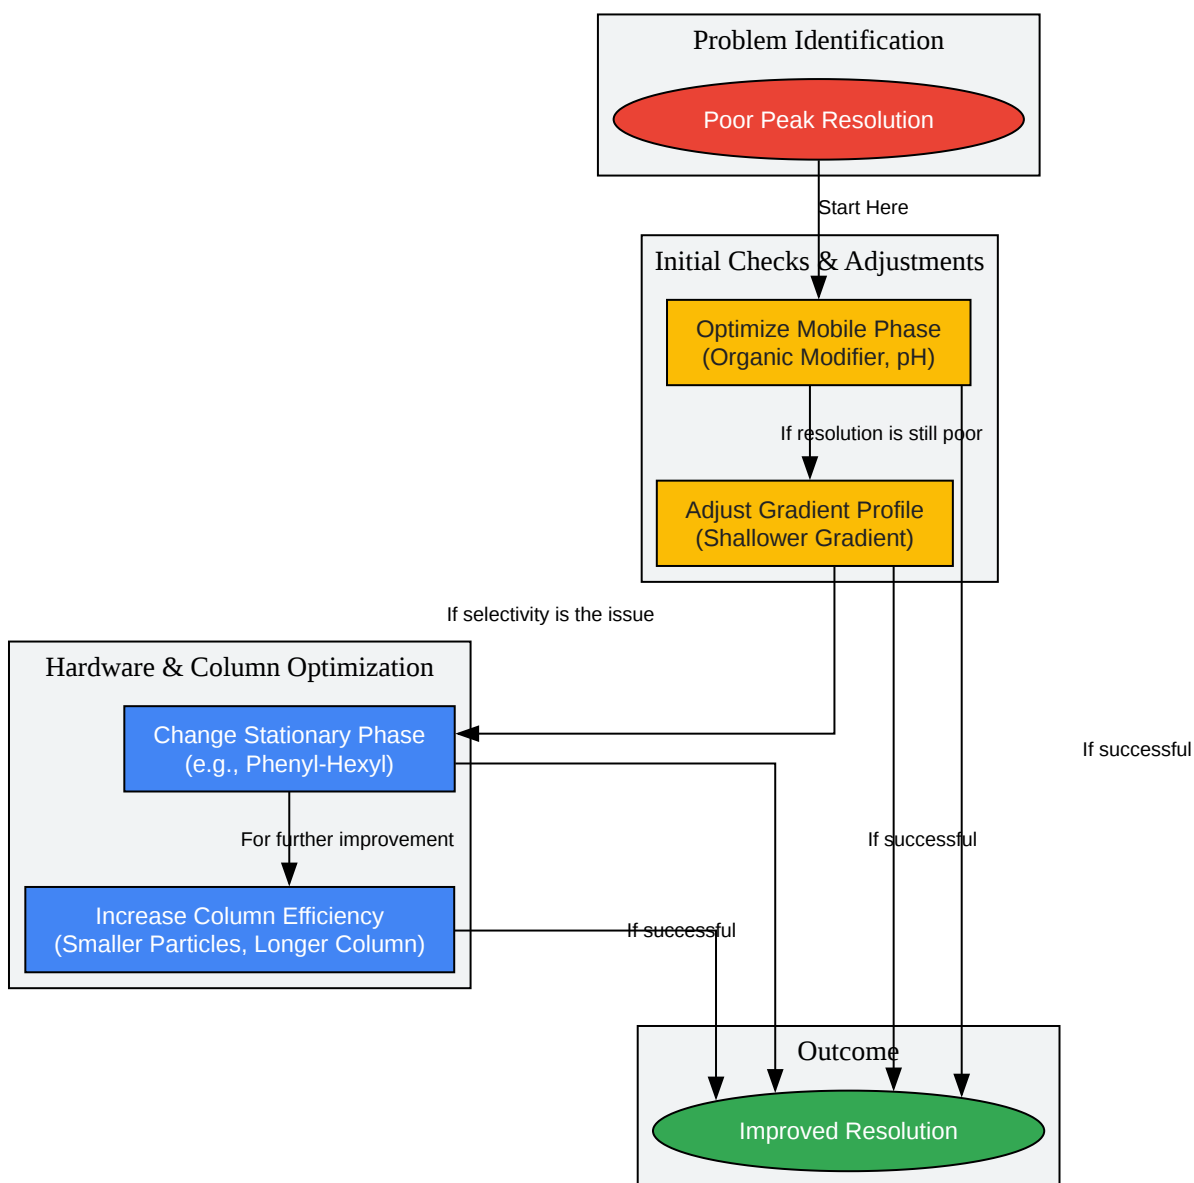 Problem Identification
Poor Peak Resolution
Start Here
Initial Checks & Adjustments
Optimize Mobile Phase
(Organic Modifier, pH)
If resolution is still poor
Adjust Gradient Profile
(Shallower Gradient)
If selectivity is the issue
Hardware & Column Optimization
Change Stationary Phase
(e.g., Phenyl-Hexyl)
If successful
For further improvement
If successful
Increase Column Efficiency
(Smaller Particles, Longer Column)
If successful
Outcome
Improved Resolution